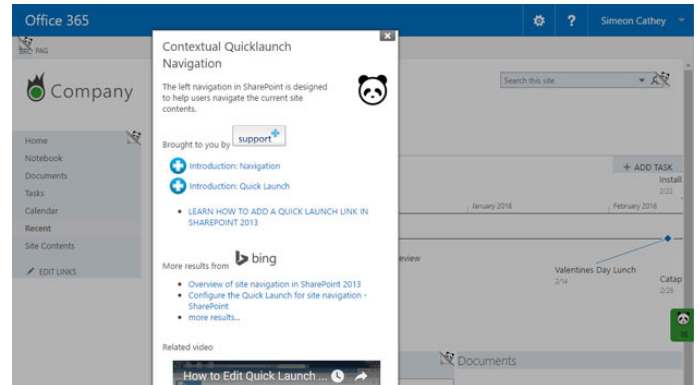 Office 365
? Simeon Cathey
PAG
Contextual Quicklaunch
Navigation
The left navigation in SharePoint is designed
to help users navigate the current site
contents.
Brought to you by support+
Introduction: Navigation
Introduction: Quick Launch
• LEARN HOW TO ADD A QUICK LAUNCH LINK IN
SHAREPOINT 2013
More results from bing
• Overview of site navigation in SharePoint 2013
• Configure the Quick Launch for site navigation -
SharePoint
• more results...
Related video
How to Edit Quick Launch ...
Company
Home
Notebook
Documents
Tasks
Calendar
Recent
Site Contents
EDIT LINKS
Search this site
+ ADD TASK
Install
2/22
January 2016
February 2016
eview
Valentines Day Lunch
2/14
Catap
2/26
16
Documents